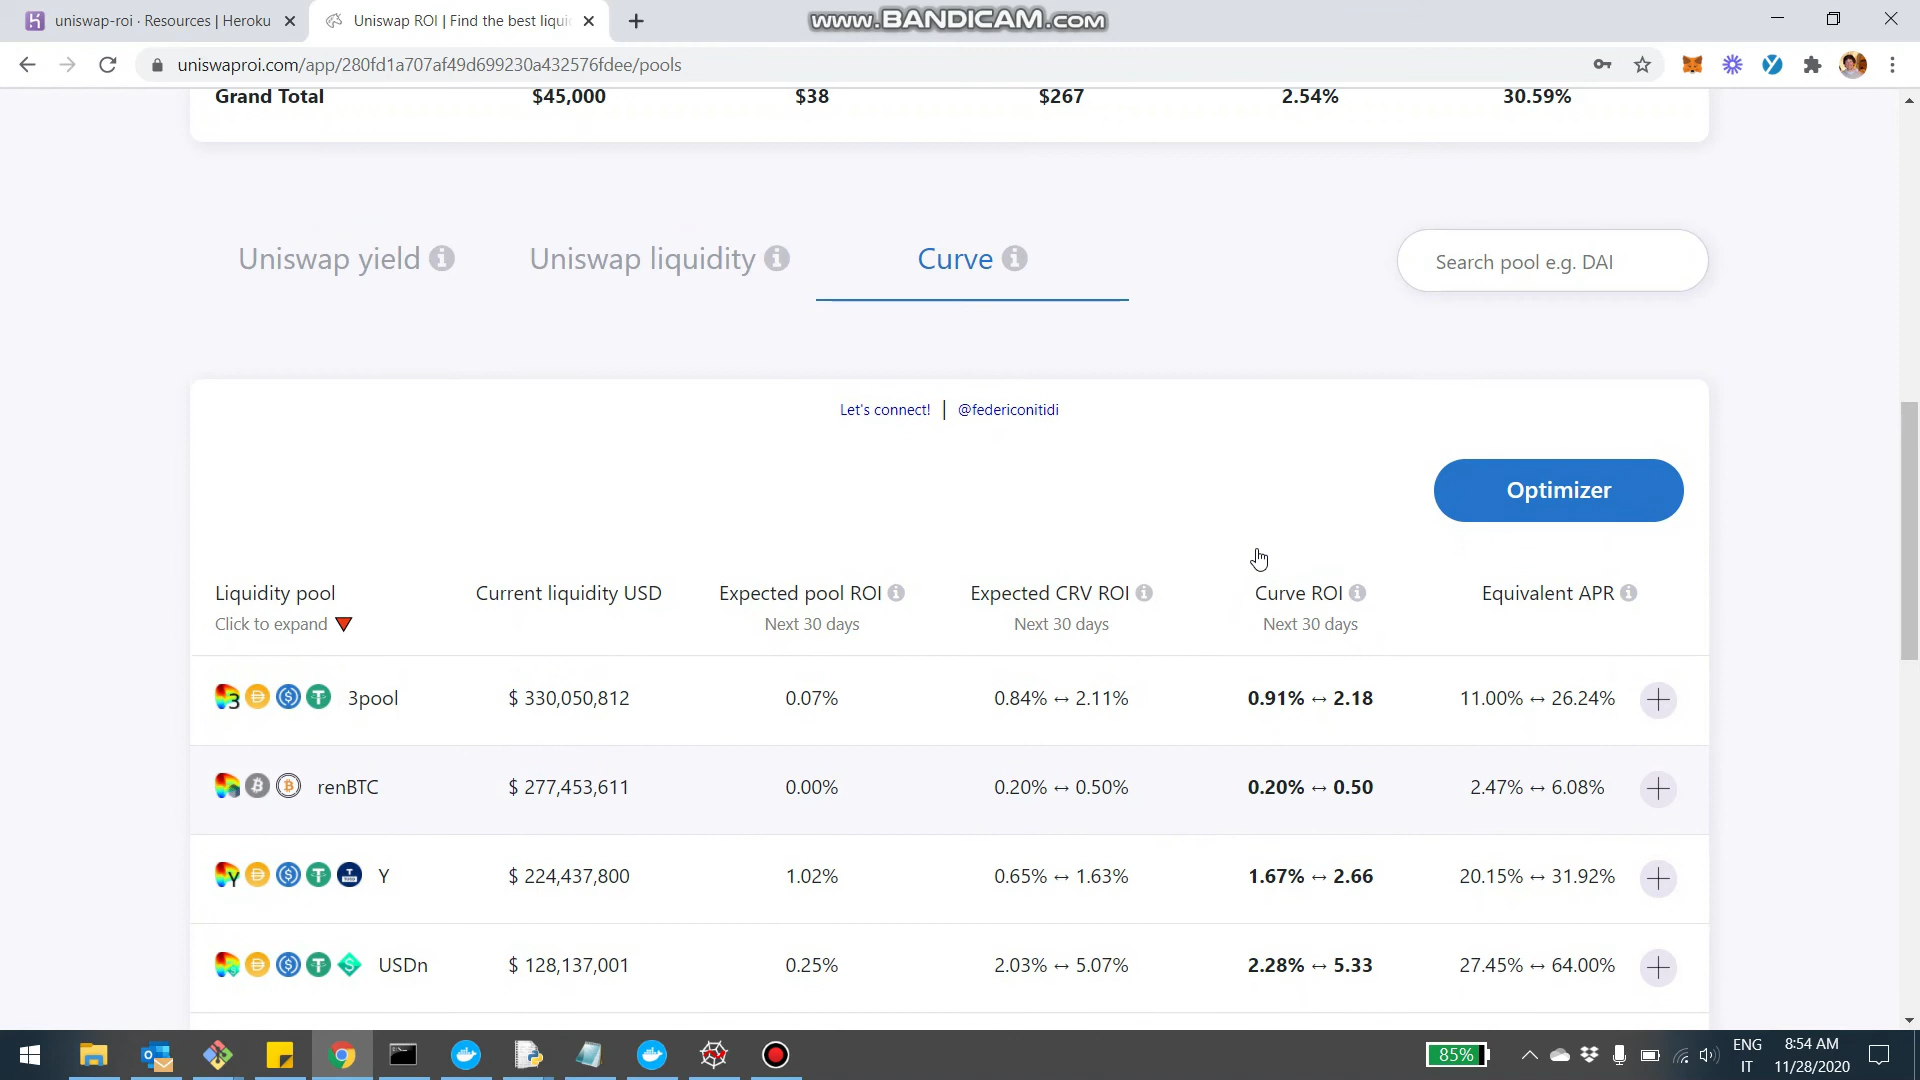 uniswap-roi · Resources | Heroku
Uniswap ROI | Find the best liqui
www.BANDICAM.com
uniswaproi.com/app/280fd1a707af49d699230a432576fdee/pools
Grand Total $45,000 $38 $267 2.54% 30.59%
Uniswap yield Uniswap liquidity Curve
Search pool e.g. DAI
Let's connect! | @federiconitidi
Optimizer
Liquidity pool Current liquidity USD Expected pool ROI Expected CRV ROI Curve ROI Equivalent APR
Click to expand Next 30 days Next 30 days Next 30 days
3pool $ 330,050,812 0.07% 0.84% ↔ 2.11% 0.91% ↔ 2.18 11.00% ↔ 26.24%
renBTC $ 277,453,611 0.00% 0.20% ↔ 0.50% 0.20% ↔ 0.50 2.47% ↔ 6.08%
Y $ 224,437,800 1.02% 0.65% ↔ 1.63% 1.67% ↔ 2.66 20.15% ↔ 31.92%
USDn $ 128,137,001 0.25% 2.03% ↔ 5.07% 2.28% ↔ 5.33 27.45% ↔ 64.00%
85%
ENG 8:54 AM
IT 11/28/2020